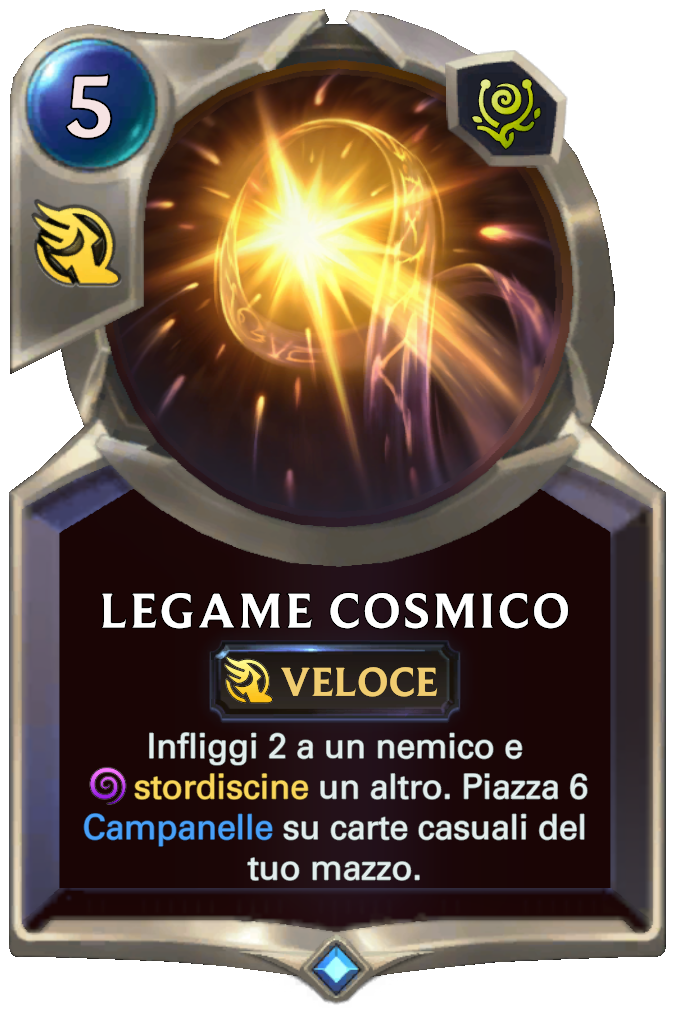 5
LEGAME COSMICO
VELOCE
Infliggi 2 a un nemico e
stordiscine un altro. Piazza 6
Campanelle su carte casuali del
tuo mazzo.